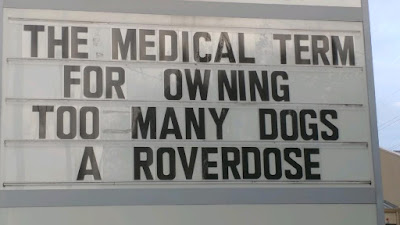 THE MEDICAL TERM
FOR OWNING
TOO MANY DOGS
A ROVERDOSE